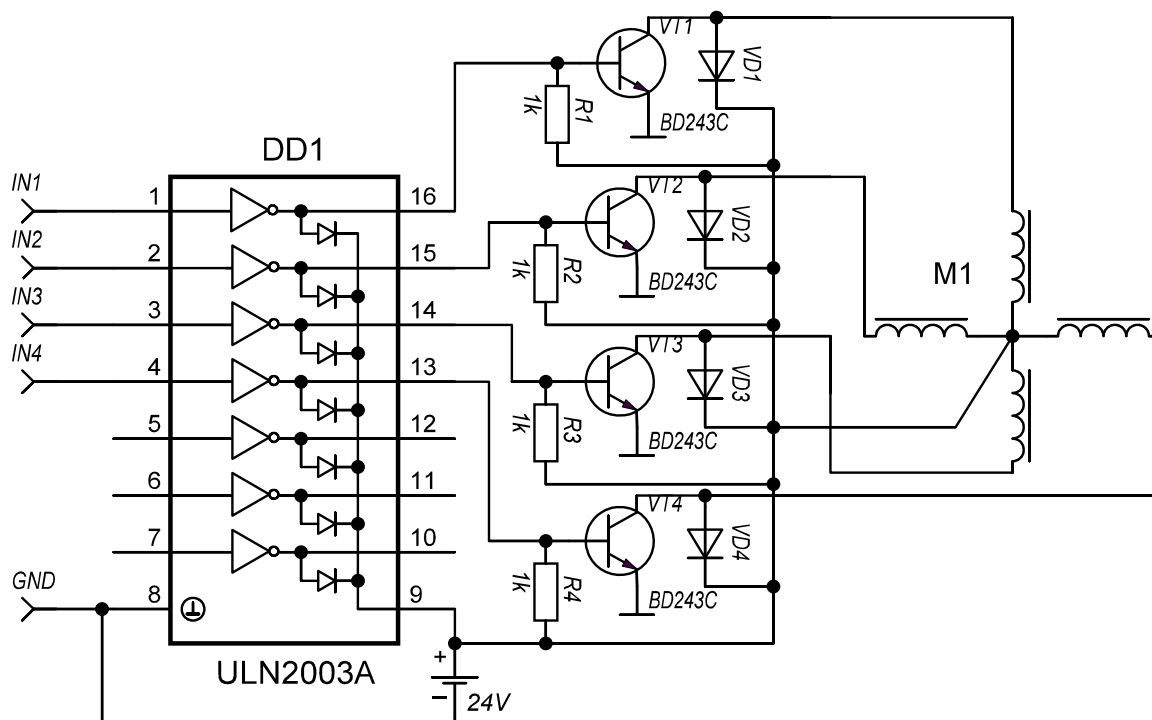 VT1
VD1
R1
1k
BD243C
DD1
IN1
1
16
VT2
VD2
IN2
2
15
R2
1k
BD243C
M1
IN3
3
14
VT3
VD3
IN4
4
13
R3
1k
BD243C
5
12
6
11
VT4
VD4
7
10
R4
1k
BD243C
GND
8
9
ULN2003A
+
−
24V